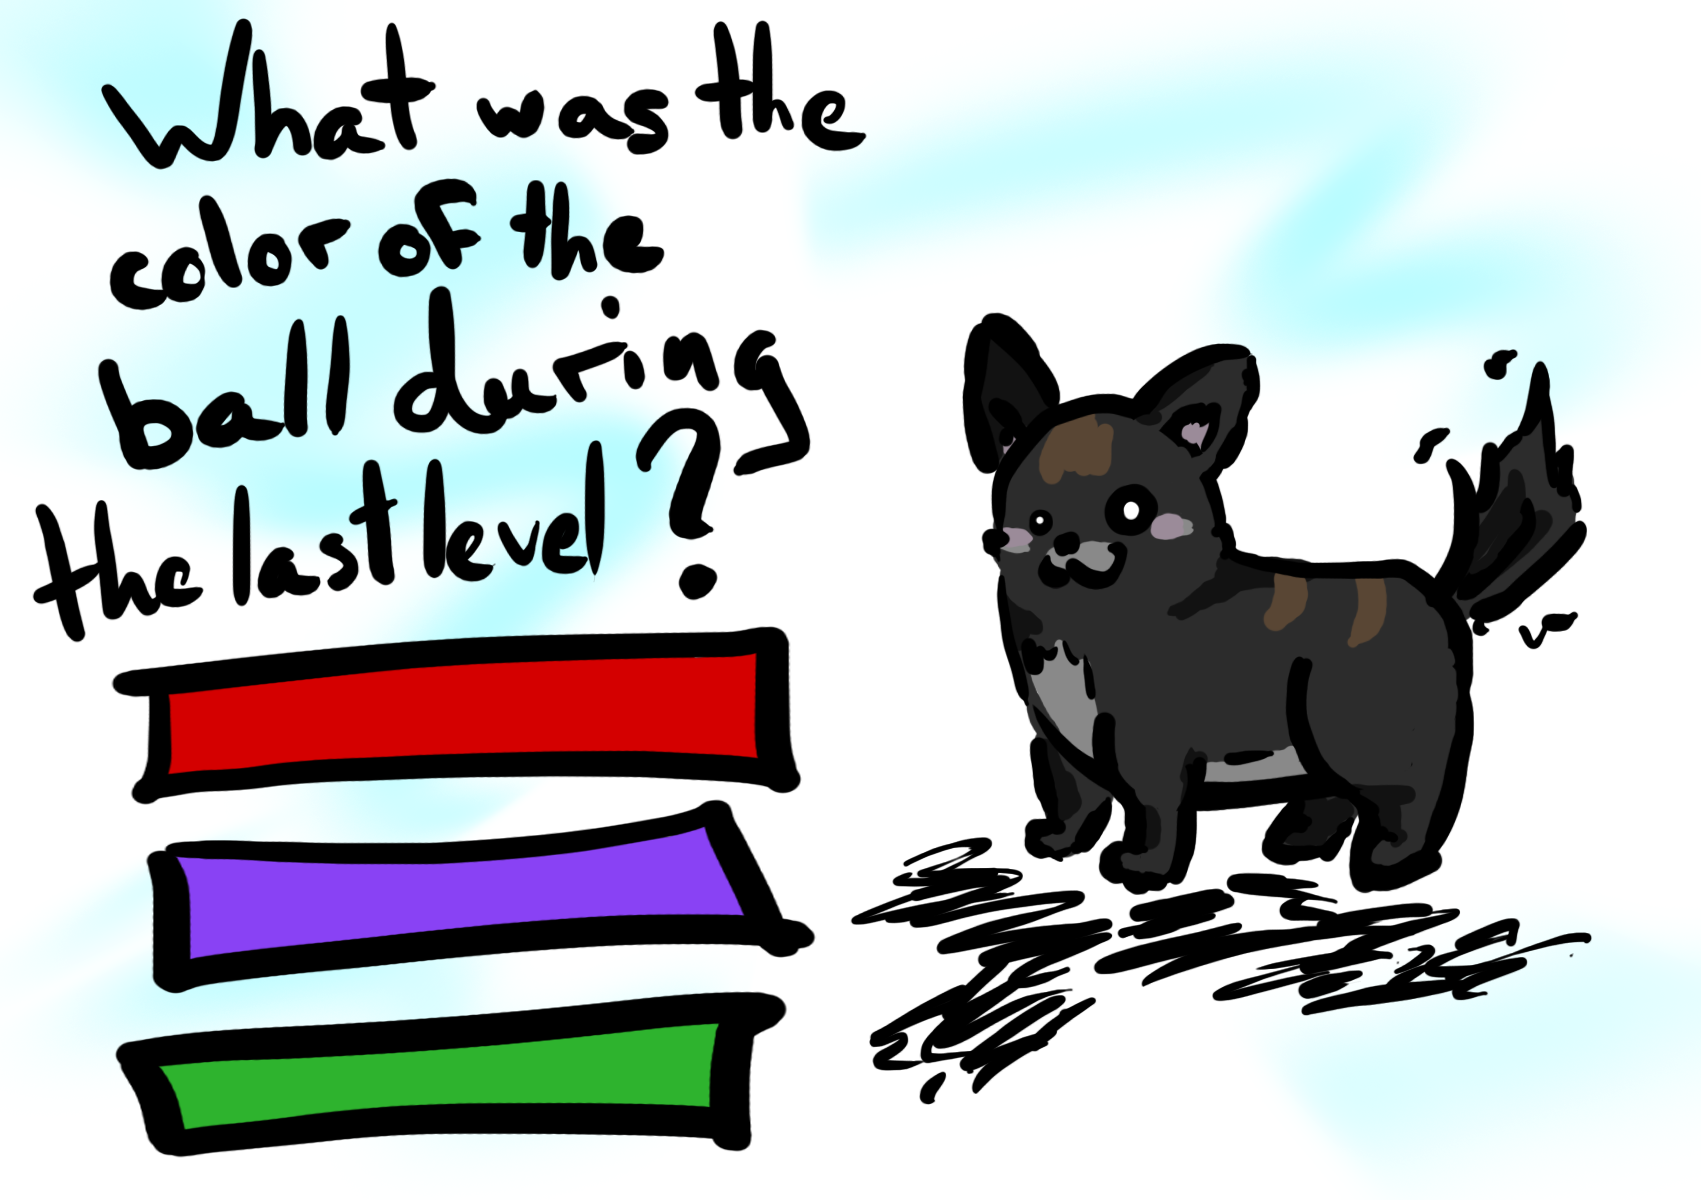 What was the
color of the
ball during
the last level?